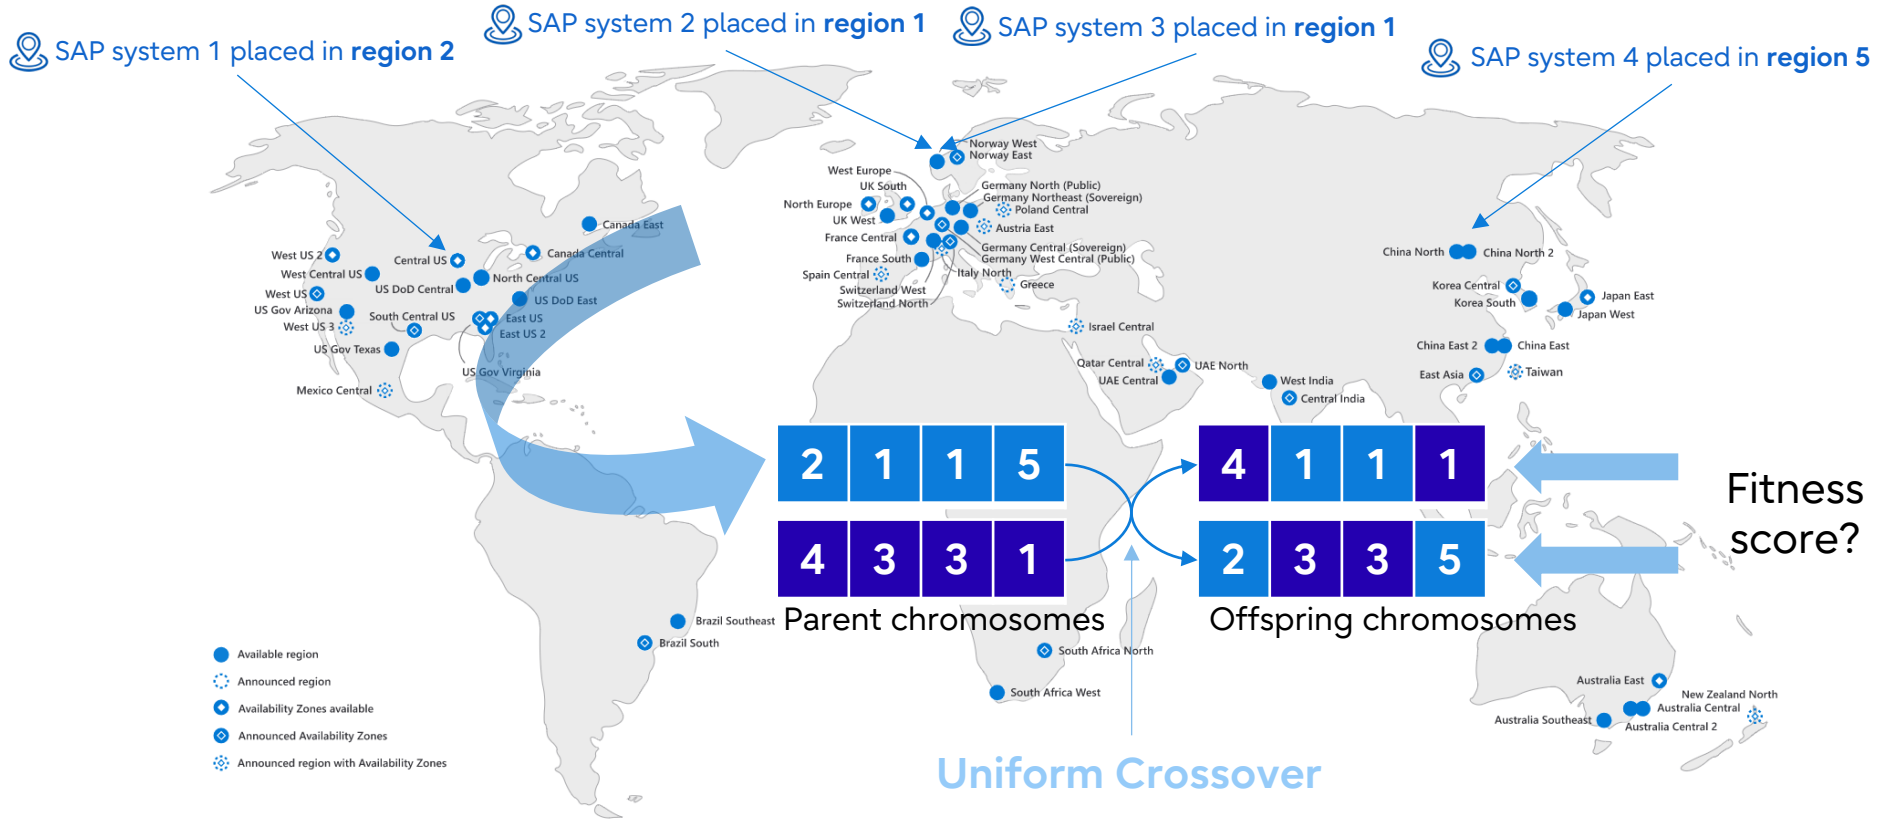 SAP system 1 placed in region 2
SAP system 2 placed in region 1
SAP system 3 placed in region 1
SAP system 4 placed in region 5
Norway West
Norway East
West Europe
UK South
North Europe
UK West
France Central
France South
Spain Central
Switzerland West
Switzerland North
Germany North (Public)
Germany Northeast (Sovereign)
Poland Central
Austria East
Germany Central (Sovereign)
Germany West Central (Public)
Italy North
Greece
Canada East
Canada Central
West US 2
Central US
West Central US
North Central US
US DoD Central
West US
US DoD East
US Gov Arizona
South Central US
East US
West US 3
East US 2
US Gov Texas
US Gov Virginia
Mexico Central
Israel Central
Qatar Central
UAE North
UAE Central
West India
Central India
China North
China North 2
Korea Central
Korea South
Japan East
Japan West
China East 2
China East
East Asia
Taiwan
2 1 1 5
4 3 3 1
Parent chromosomes
4 1 1 1
2 3 3 5
Offspring chromosomes
Fitness
score?
Brazil Southeast
Brazil South
South Africa North
South Africa West
Australia East
New Zealand North
Australia Central
Australia Southeast
Australia Central 2
Uniform Crossover
Available region
Announced region
Availability Zones available
Announced Availability Zones
Announced region with Availability Zones